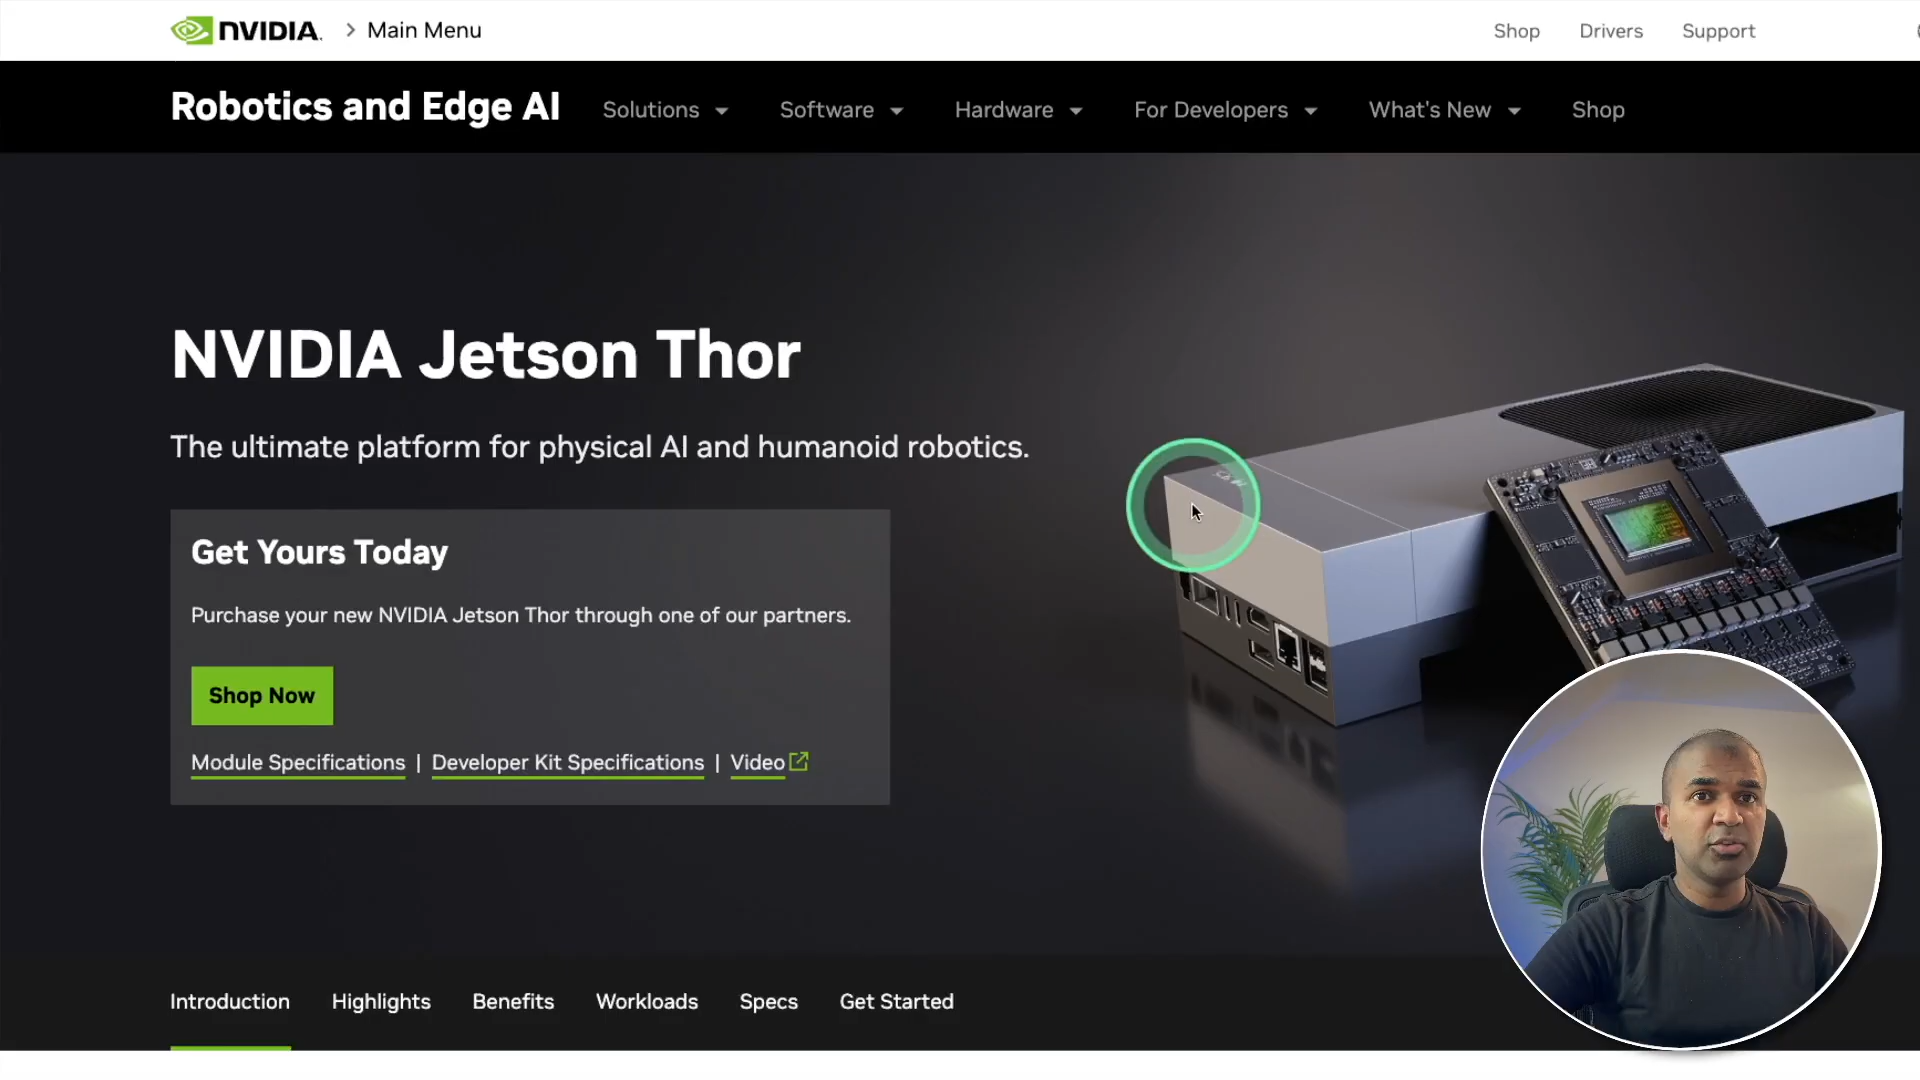 NVIDIA.
Main Menu
Shop
Drivers
Support
Robotics and Edge AI
Solutions
Software
Hardware
For Developers
What's New
Shop
NVIDIA Jetson Thor
The ultimate platform for physical AI and humanoid robotics.
Get Yours Today
Purchase your new NVIDIA Jetson Thor through one of our partners.
Shop Now
Module Specifications | Developer Kit Specifications | Video
Introduction
Highlights
Benefits
Workloads
Specs
Get Started